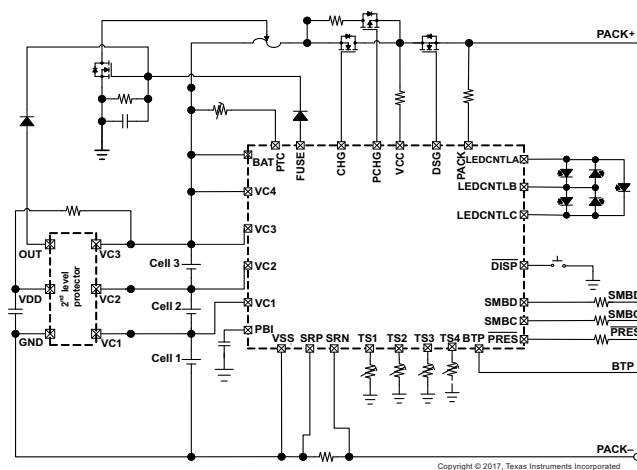 PACK+
BAT
PTC
FUSE
CHG
PCHG
VCC
DSG
PACK
LEDCNTLA
LEDCNTLB
LEDCNTLC
VC4
VC3
VC2
VC1
PBI
OUT
VDD
GND
2nd level
protector
VC3
VC2
VC1
Cell 3
Cell 2
Cell 1
DISP
SMBD
SMBC
PRES
SMBD
SMBC
PRES
VSS
SRP
SRN
TS1
TS2
TS3
TS4
BTP
BTP
PACK–
Copyright © 2017, Texas Instruments Incorporated